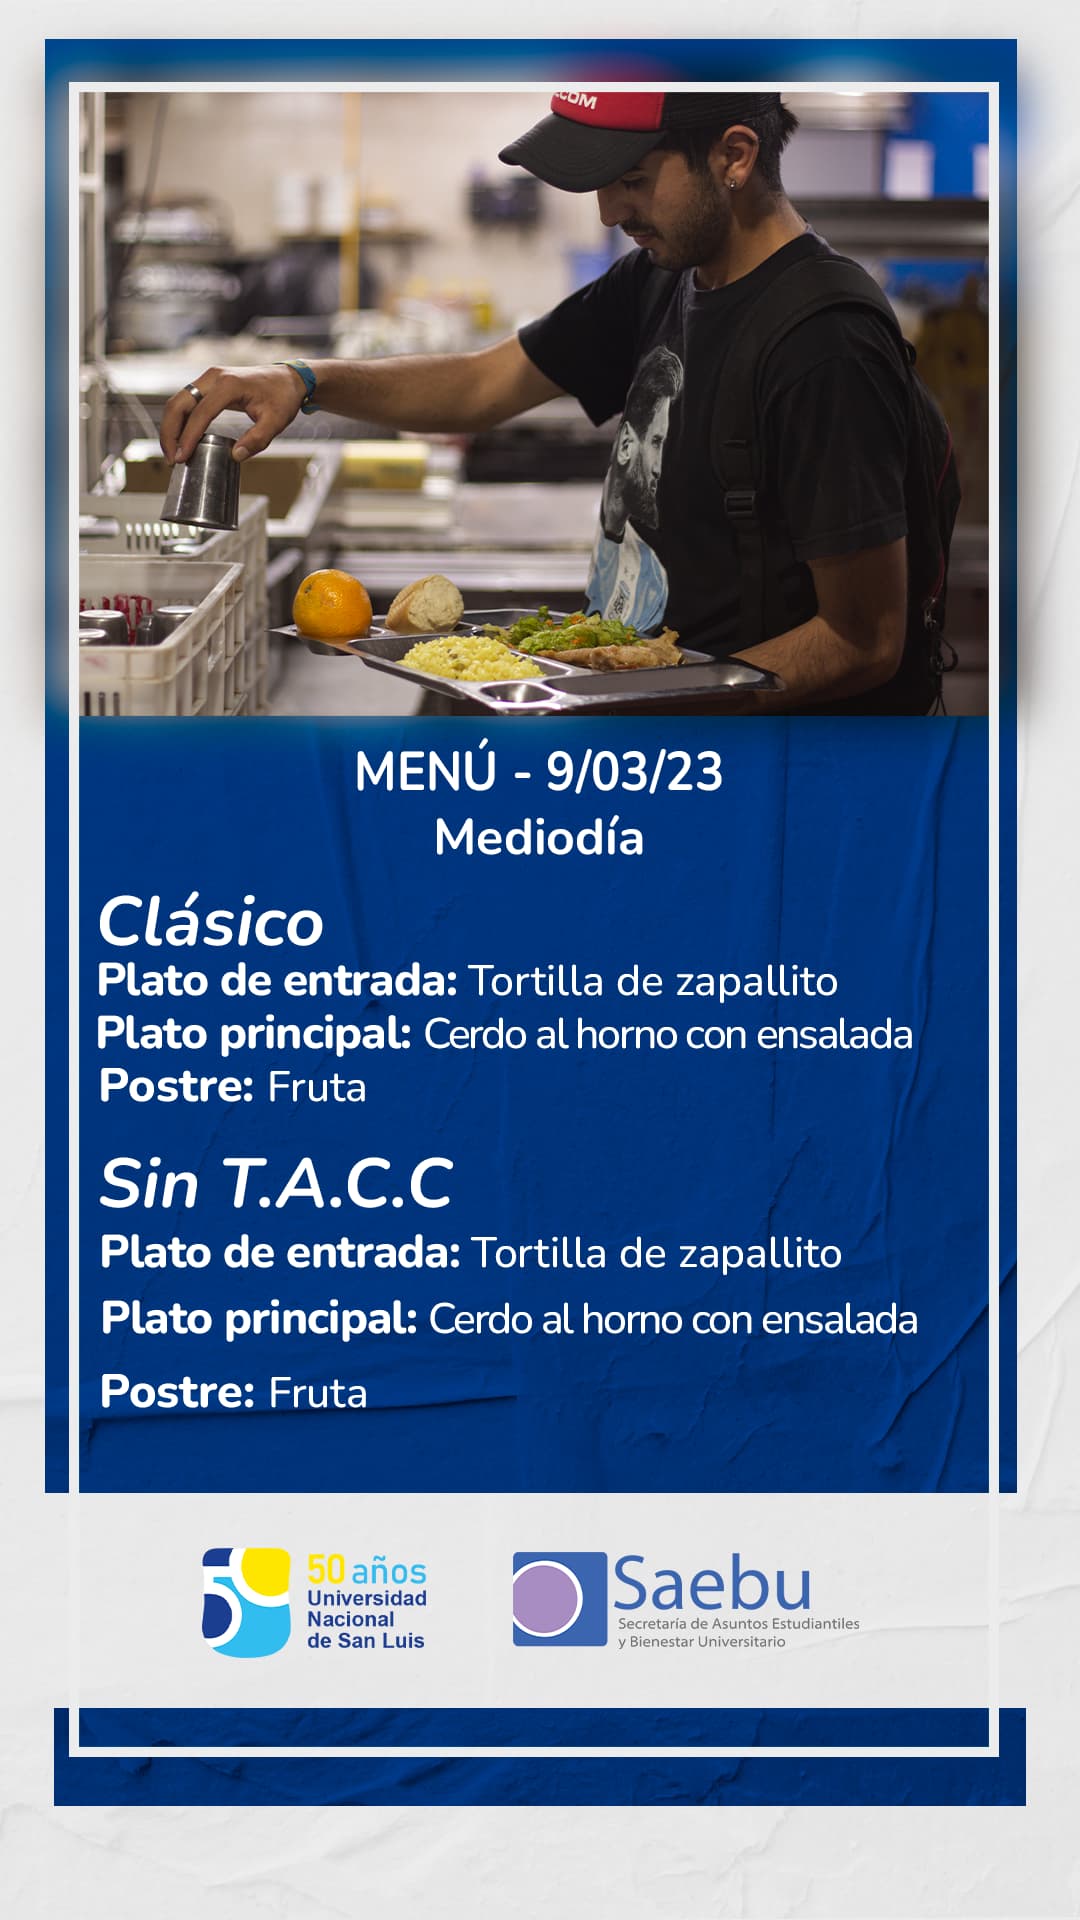 .COM
MENÚ - 9/03/23
Mediodía
Clásico
Plato de entrada: Tortilla de zapallito
Plato principal: Cerdo al horno con ensalada
Postre: Fruta
Sin T.A.C.C
Plato de entrada: Tortilla de zapallito
Plato principal: Cerdo al horno con ensalada
Postre: Fruta
50 años
Universidad
Nacional
de San Luis
Saebu
Secretaría de Asuntos Estudiantiles
y Bienestar Universitario